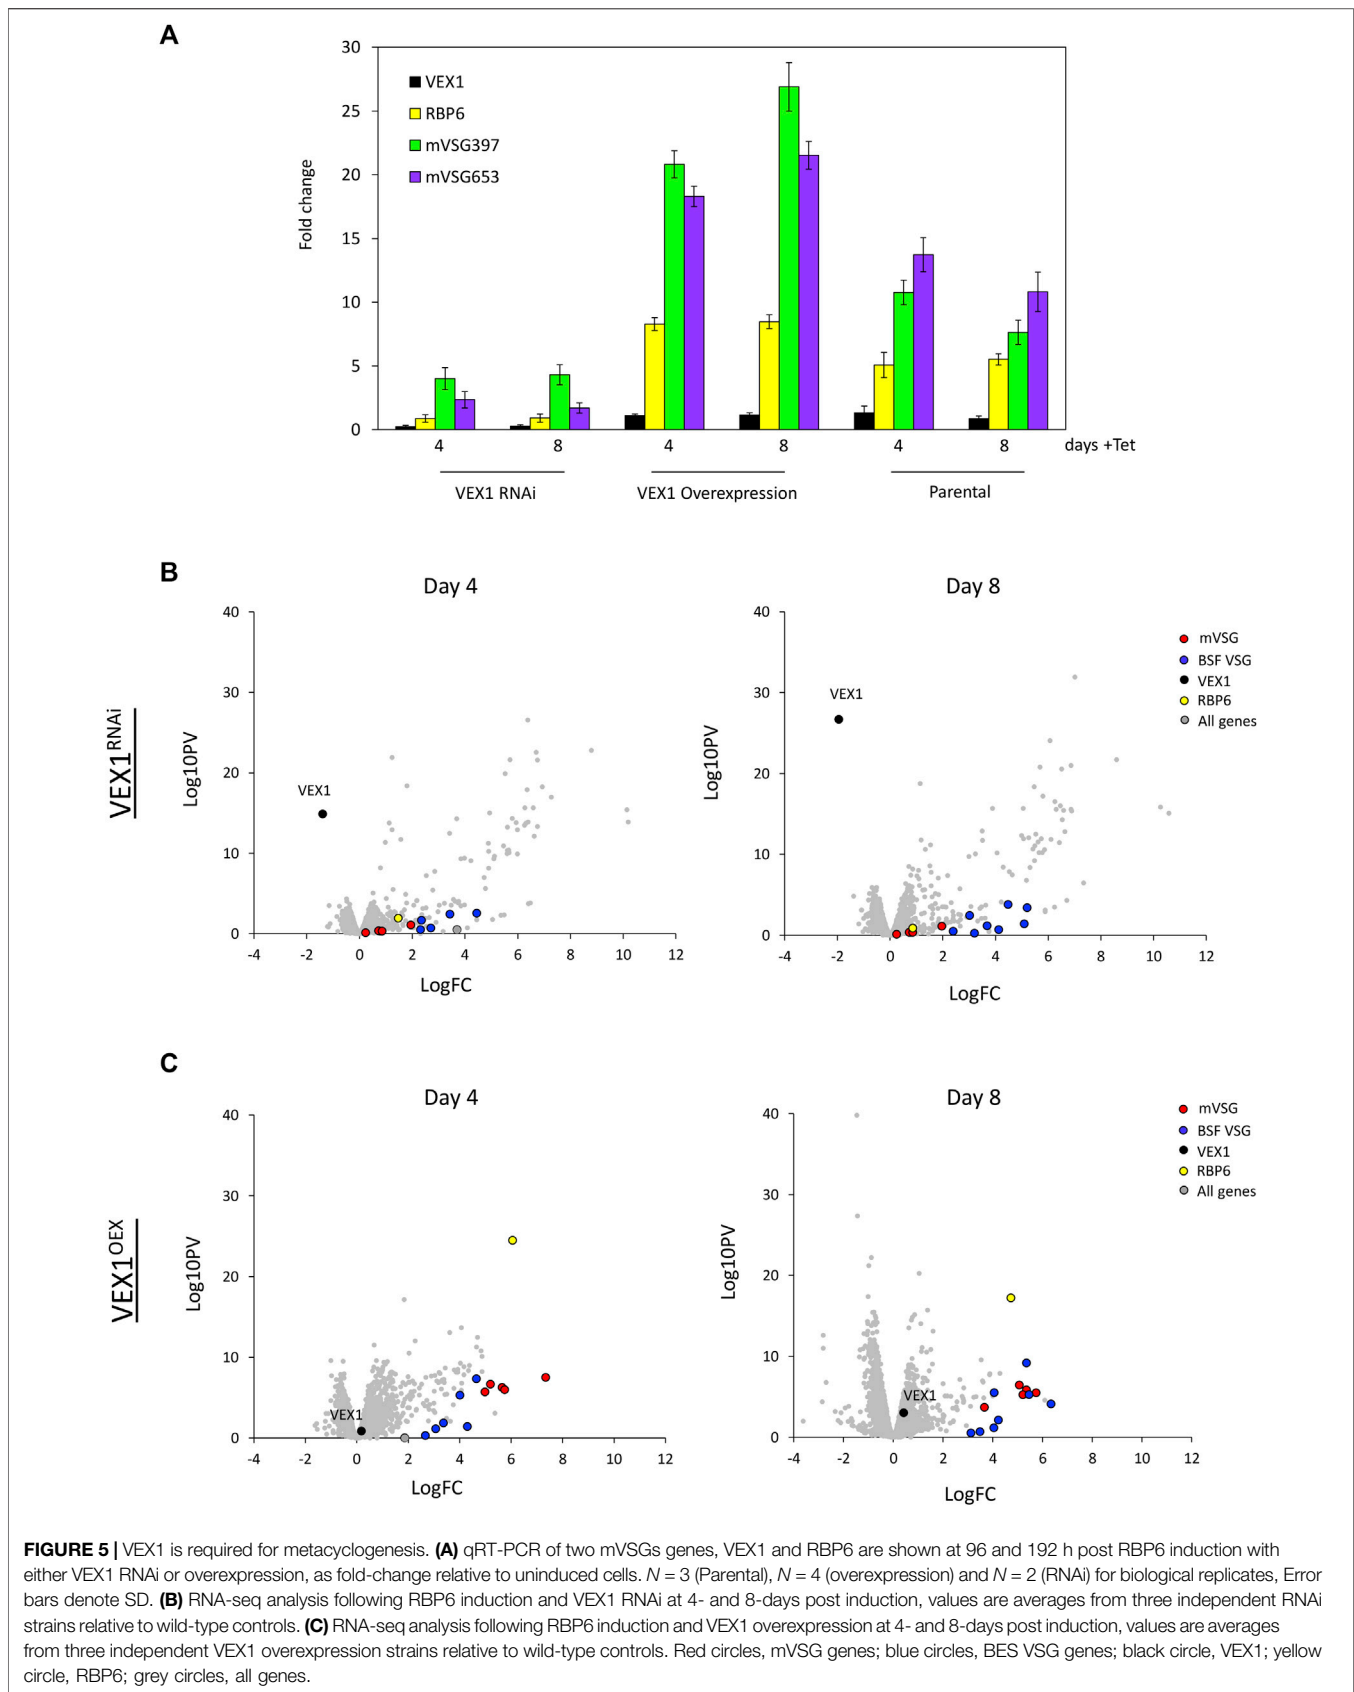 A
30
25
20
15
10
5
0
Fold change
VEX1
RBP6
mVSG397
mVSG653
4 8 4 8 4 8 days +Tet
VEX1 RNAi VEX1 Overexpression Parental
B
VEX1RNAi
Day 4
40
30
20
10
0
Log10PV
VEX1
-4 -2 0 2 4 6 8 10 12
LogFC
Day 8
40
30
20
10
0
Log10PV
VEX1
-4 -2 0 2 4 6 8 10 12
LogFC
mVSG
BSF VSG
VEX1
RBP6
All genes
C
VEX1OEX
Day 4
40
30
20
10
0
Log10PV
VEX1
-4 -2 0 2 4 6 8 10 12
LogFC
Day 8
40
30
20
10
0
Log10PV
VEX1
-4 -2 0 2 4 6 8 10 12
LogFC
mVSG
BSF VSG
VEX1
RBP6
All genes
FIGURE 5 | VEX1 is required for metacyclogenesis. (A) qRT-PCR of two mVSGs genes, VEX1 and RBP6 are shown at 96 and 192 h post RBP6 induction with
either VEX1 RNAi or overexpression, as fold-change relative to uninduced cells. N = 3 (Parental), N = 4 (overexpression) and N = 2 (RNAi) for biological replicates, Error
bars denote SD. (B) RNA-seq analysis following RBP6 induction and VEX1 RNAi at 4- and 8-days post induction, values are averages from three independent RNAi
strains relative to wild-type controls. (C) RNA-seq analysis following RBP6 induction and VEX1 overexpression at 4- and 8-days post induction, values are averages
from three independent VEX1 overexpression strains relative to wild-type controls. Red circles, mVSG genes; blue circles, BES VSG genes; black circle, VEX1; yellow
circle, RBP6; grey circles, all genes.